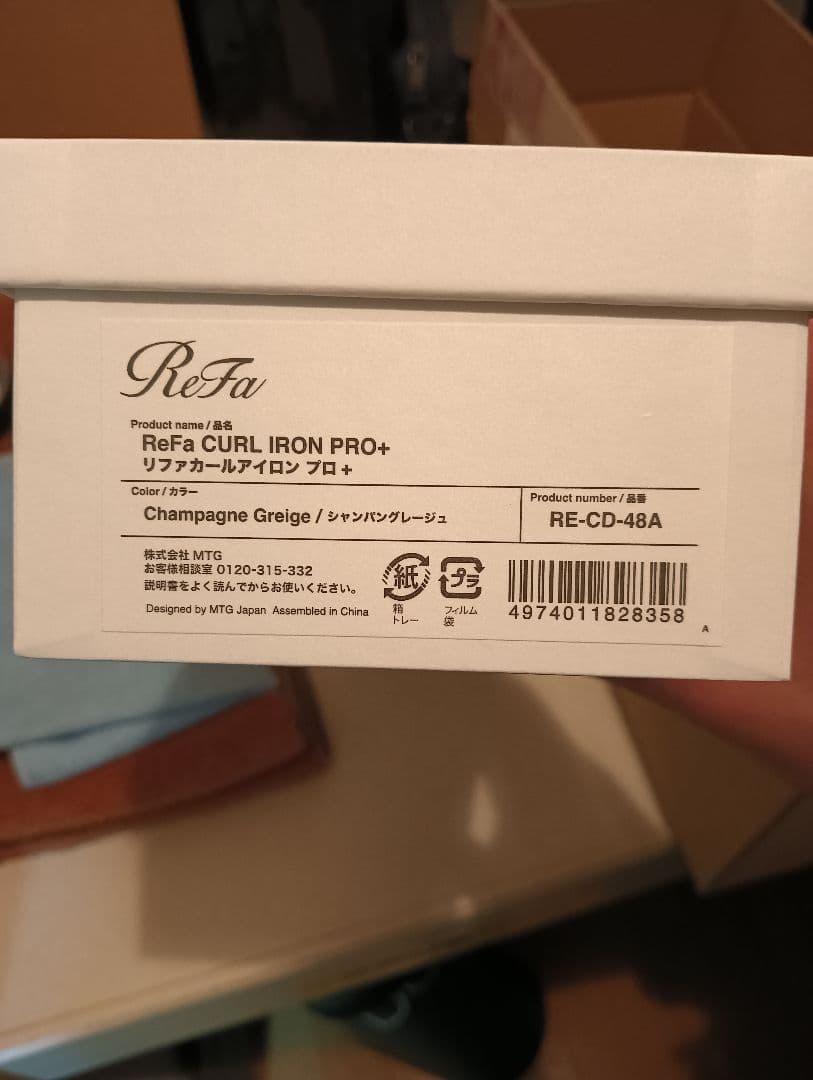 ReFa
Product name / 品名
ReFa CURL IRON PRO+
リファカールアイロン プロ+
Color / カラー
Champagne Greige / シャンパングレージュ
Product number / 品番
RE-CD-48A
株式会社 MTG
お客様相談室 0120-315-332
説明書をよく読んでからお使いください。
Designed by MTG Japan Assembled in China
紙
箱
トレー
プラ
フィルム
袋
4974011828358
A